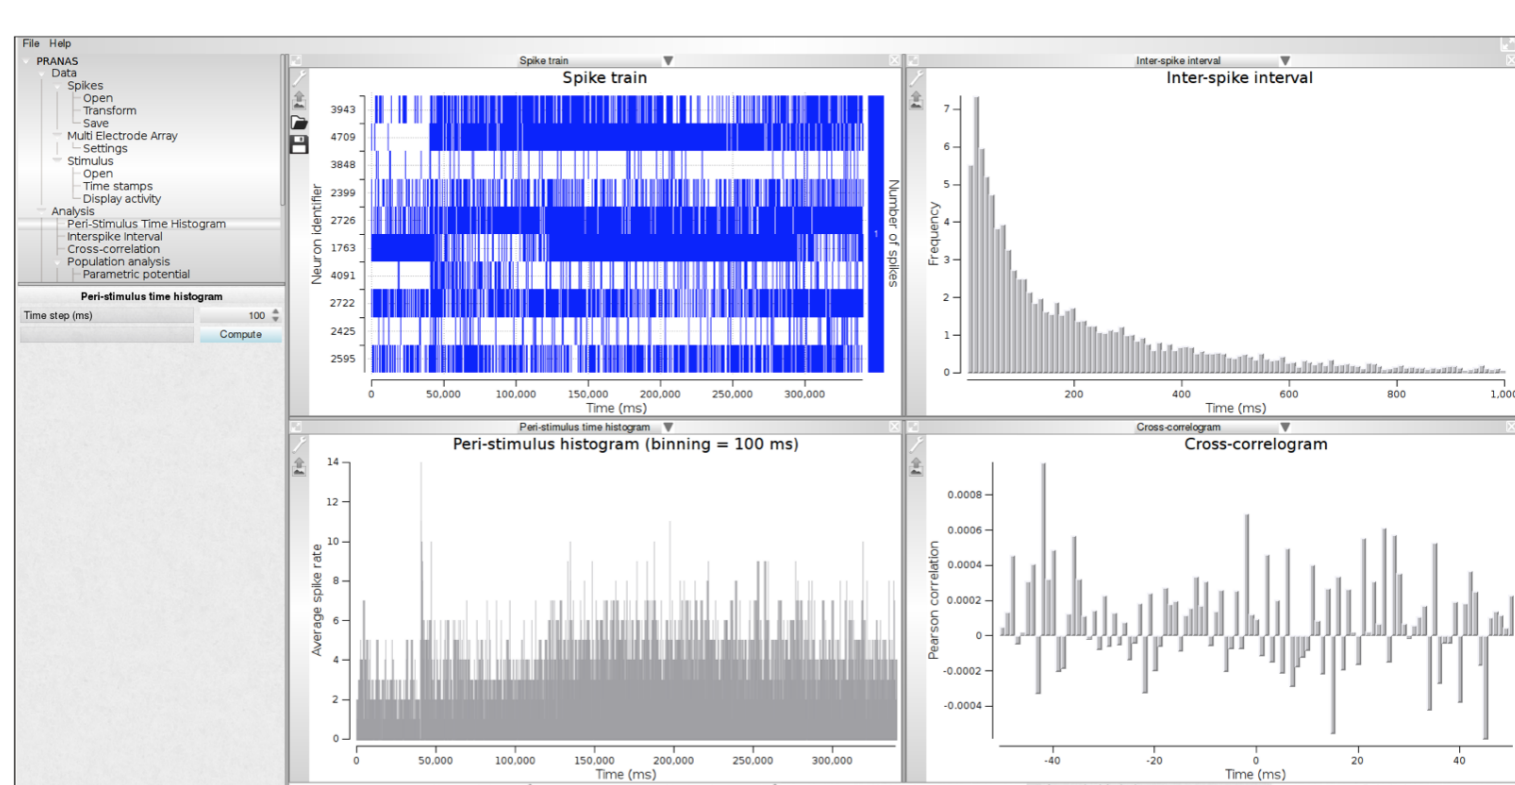 File Help
PRANAS
Data
Spikes
Open
Transform
Save
Multi Electrode Array
Settings
Stimulus
Open
Time stamps
Display activity
Analysis
Peri-Stimulus Time Histogram
Interspike Interval
Cross-correlation
Population analysis
Parametric potential
Peri-stimulus time histogram
Time step (ms) 100
Compute
Spike train
Spike train
Neuron identifier
3943
4709
3848
2399
2726
1763
4091
2722
2425
2595
0 50,000 100,000 150,000 200,000 250,000 300,000
Time (ms)
1
Number of spikes
Inter-spike interval
Inter-spike interval
Frequency
7
6
5
4
3
2
1
0
200 400 600 800 1,000
Time (ms)
Peri-stimulus time histogram
Peri-stimulus histogram (binning = 100 ms)
Average spike rate
14
12
10
8
6
4
2
0
0 50,000 100,000 150,000 200,000 250,000 300,000
Time (ms)
Cross-correlogram
Cross-correlogram
Pearson correlation
0.0008
0.0006
0.0004
0.0002
0
-0.0002
-0.0004
-40 -20 0 20 40
Time (ms)